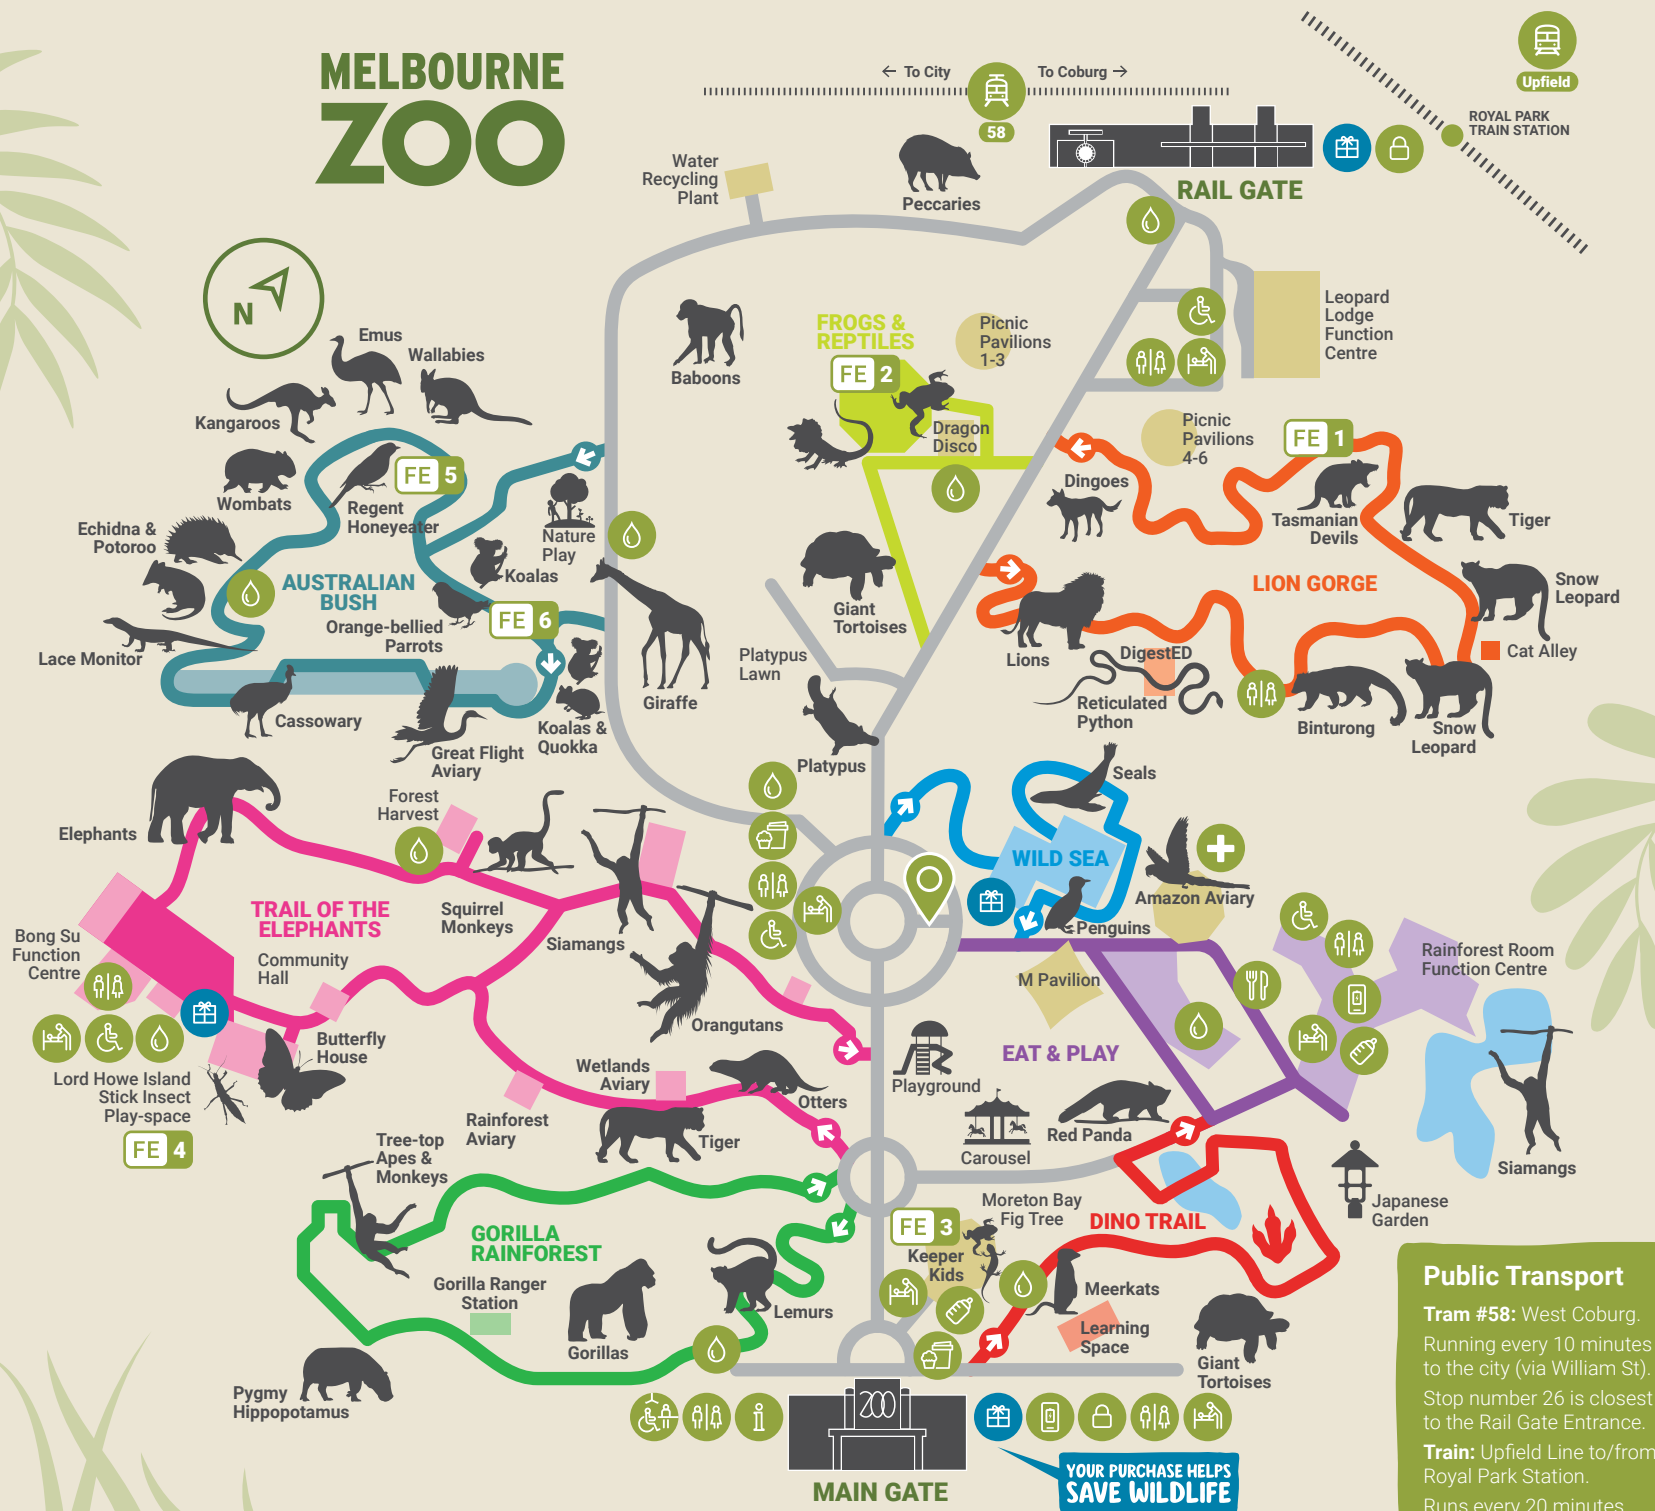 MELBOURNE
ZOO
← To City
To Coburg →
58
Upfield
ROYAL PARK
TRAIN STATION
RAIL GATE
Water
Recycling
Plant
Peccaries
N
Leopard
Lodge
Function
Centre
Baboons
FROGS &
REPTILES
FE 2
Picnic
Pavilions
1-3
Dragon
Disco
Picnic
Pavilions
4-6
FE 1
Emus
Wallabies
Kangaroos
Wombats
Regent
Honeyeater
FE 5
Echidna &
Potoroo
AUSTRALIAN
BUSH
Nature
Play
Koalas
Orange-bellied
Parrots
FE 6
Lace Monitor
Cassowary
Great Flight
Aviary
Koalas &
Quokka
Giraffe
Giant
Tortoises
Platypus
Lawn
Platypus
Dingoes
Tasmanian
Devils
Tiger
LION GORGE
Snow
Leopard
Cat Alley
Lions
DigestED
Reticulated
Python
Binturong
Snow
Leopard
Seals
WILD SEA
Penguins
Amazon Aviary
M Pavilion
Rainforest Room
Function Centre
EAT & PLAY
Elephants
Forest
Harvest
Squirrel
Monkeys
Siamangs
TRAIL OF THE
ELEPHANTS
Bong Su
Function
Centre
Community
Hall
Butterfly
House
Lord Howe Island
Stick Insect
Play-space
FE 4
Orangutans
Wetlands
Aviary
Otters
Rainforest
Aviary
Tiger
Playground
Carousel
Red Panda
Siamangs
Japanese
Garden
Tree-top
Apes &
Monkeys
GORILLA
RAINFOREST
Gorilla Ranger
Station
Gorillas
Lemurs
Pygmy
Hippopotamus
Moreton Bay
Fig Tree
FE 3
Keeper
Kids
DINO TRAIL
Meerkats
Learning
Space
Giant
Tortoises
ZOO
MAIN GATE
YOUR PURCHASE HELPS
SAVE WILDLIFE
Public Transport
Tram #58: West Coburg.
Running every 10 minutes
to the city (via William St).
Stop number 26 is closest
to the Rail Gate Entrance.
Train: Upfield Line to/from
Royal Park Station.
Runs every 20 minutes